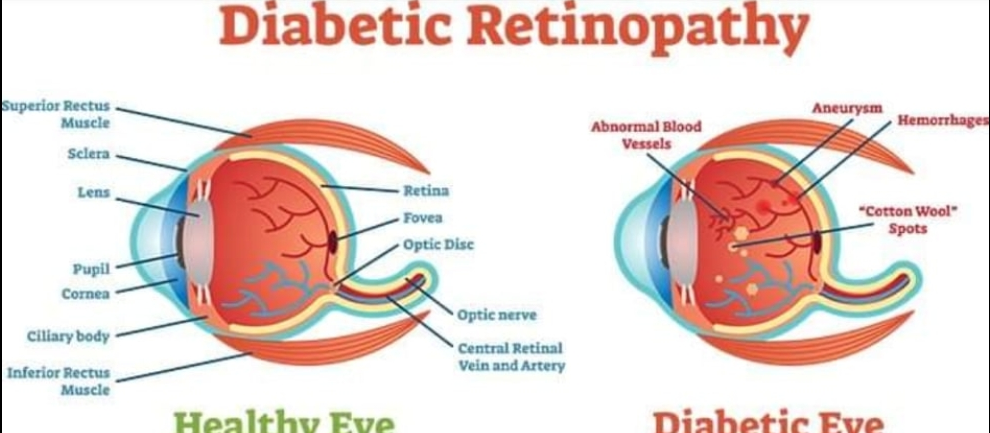 Diabetic Retinopathy
Superior Rectus
Muscle
Sclera
Lens
Pupil
Cornea
Ciliary body
Inferior Rectus
Muscle
Retina
Fovea
Optic Disc
Optic nerve
Central Retinal
Vein and Artery
Healthy Eye
Abnormal Blood
Vessels
Aneurysm
Hemorrhages
"Cotton Wool"
Spots
Diabetic Eye